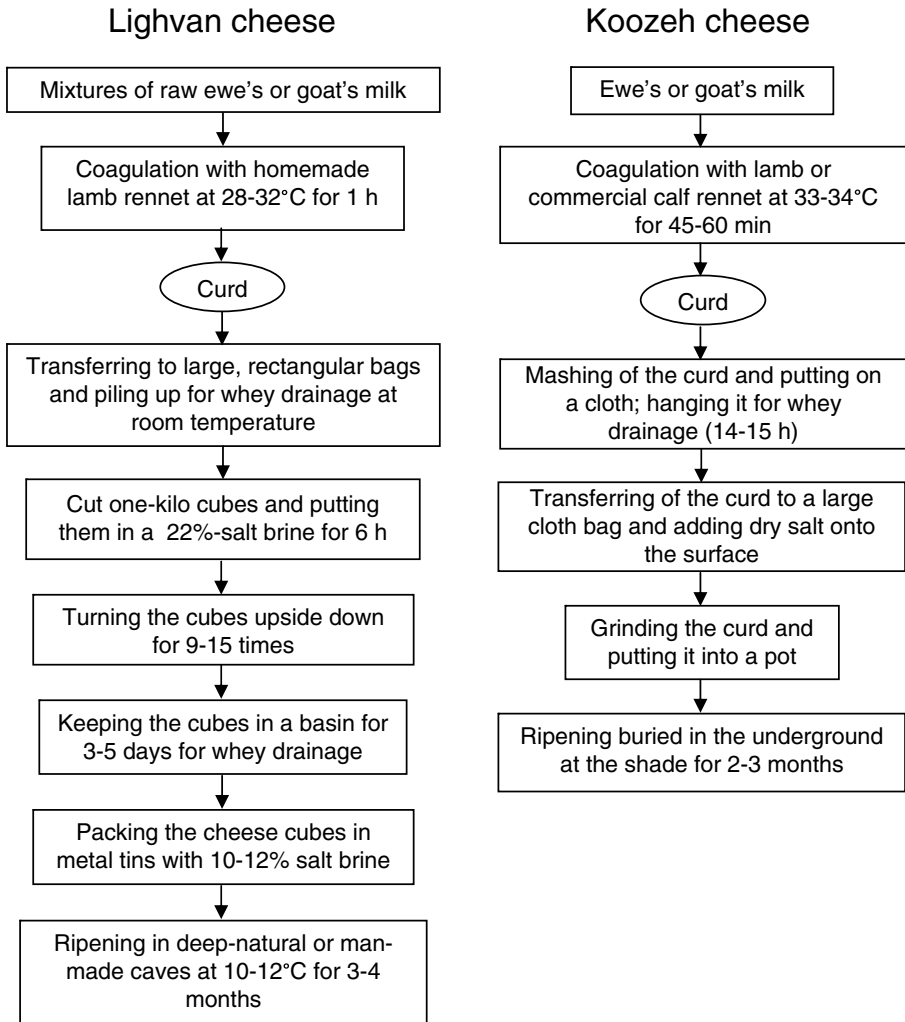 Lighvan cheese
Mixtures of raw ewe's or goat's milk
Coagulation with homemade
lamb rennet at 28-32°C for 1 h
Curd
Transferring to large, rectangular bags
and piling up for whey drainage at
room temperature
Cut one-kilo cubes and putting
them in a 22%-salt brine for 6 h
Turning the cubes upside down
for 9-15 times
Keeping the cubes in a basin for
3-5 days for whey drainage
Packing the cheese cubes in
metal tins with 10-12% salt brine
Ripening in deep-natural or man-
made caves at 10-12°C for 3-4
months
Koozeh cheese
Ewe's or goat's milk
Coagulation with lamb or
commercial calf rennet at 33-34°C
for 45-60 min
Curd
Mashing of the curd and putting on
a cloth; hanging it for whey
drainage (14-15 h)
Transferring of the curd to a large
cloth bag and adding dry salt onto
the surface
Grinding the curd and
putting it into a pot
Ripening buried in the underground
at the shade for 2-3 months